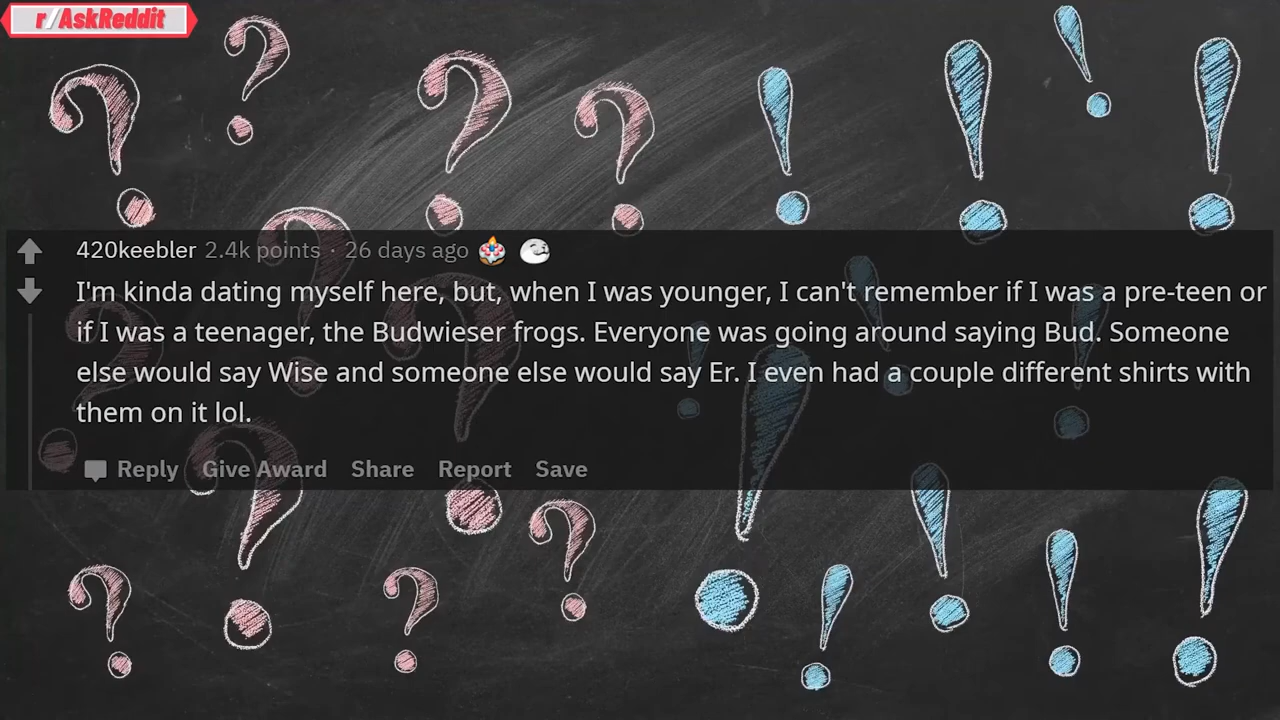 r/AskReddit
420keebler 2.4k points · 26 days ago
I'm kinda dating myself here, but, when I was younger, I can't remember if I was a pre-teen or
if I was a teenager, the Budwieser frogs. Everyone was going around saying Bud. Someone
else would say Wise and someone else would say Er. I even had a couple different shirts with
them on it lol.
Reply Give Award Share Report Save